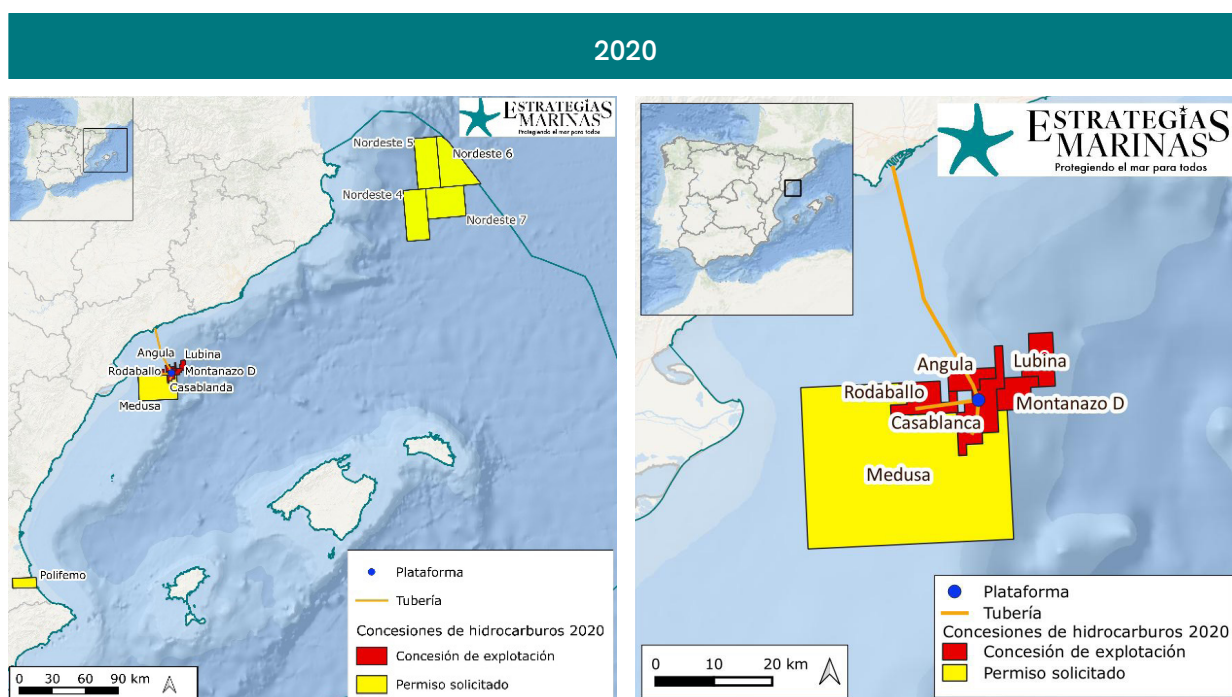 2020
ESTRATEGIAS
MARINAS
Protegiendo el mar para todos
Nordeste 5
Nordeste 6
Nordeste 4
Nordeste 7
Angula
Lubina
Rodaballo
Montanazo D
Casablanda
Medusa
Polifemo
Plataforma
Tubería
Concesiones de hidrocarburos 2020
Concesión de explotación
Permiso solicitado
0 30 60 90 km
ESTRATEGIAS
MARINAS
Protegiendo el mar para todos
Angula
Lubina
Rodaballo
Montanazo D
Casablanca
Medusa
Plataforma
Tubería
Concesiones de hidrocarburos 2020
Concesión de explotación
Permiso solicitado
0 10 20 km